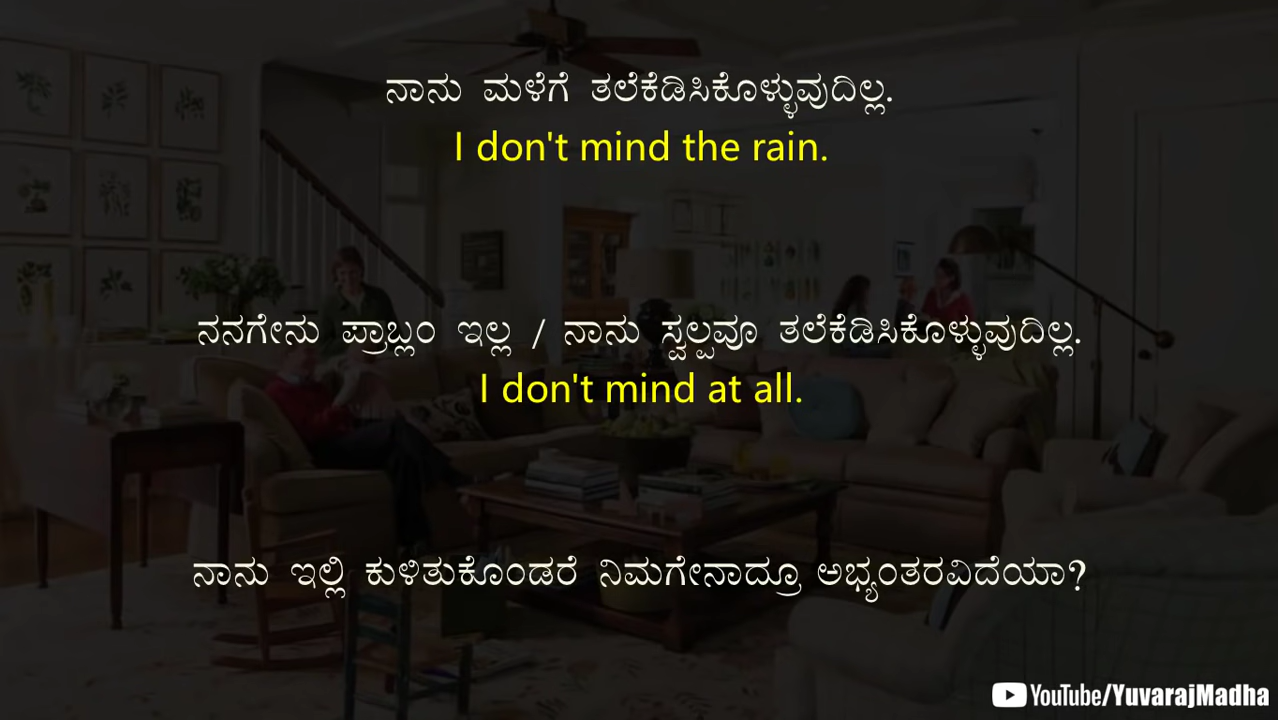 ನಾನು ಮಳೆಗೆ ತಲೆಕೆಡಿಸಿಕೊಳ್ಳುವುದಿಲ್ಲ.
I don't mind the rain.
ನನಗೇನು ಪ್ರಾಬ್ಲಂ ಇಲ್ಲ / ನಾನು ಸ್ವಲ್ಪವೂ ತಲೆಕೆಡಿಸಿಕೊಳ್ಳುವುದಿಲ್ಲ.
I don't mind at all.
ನಾನು ಇಲ್ಲಿ ಕುಳಿತುಕೊಂಡರೆ ನಿಮಗೇನಾದ್ರೂ ಅಭ್ಯಂತರವಿದೆಯಾ?
YouTube/YuvarajMadha